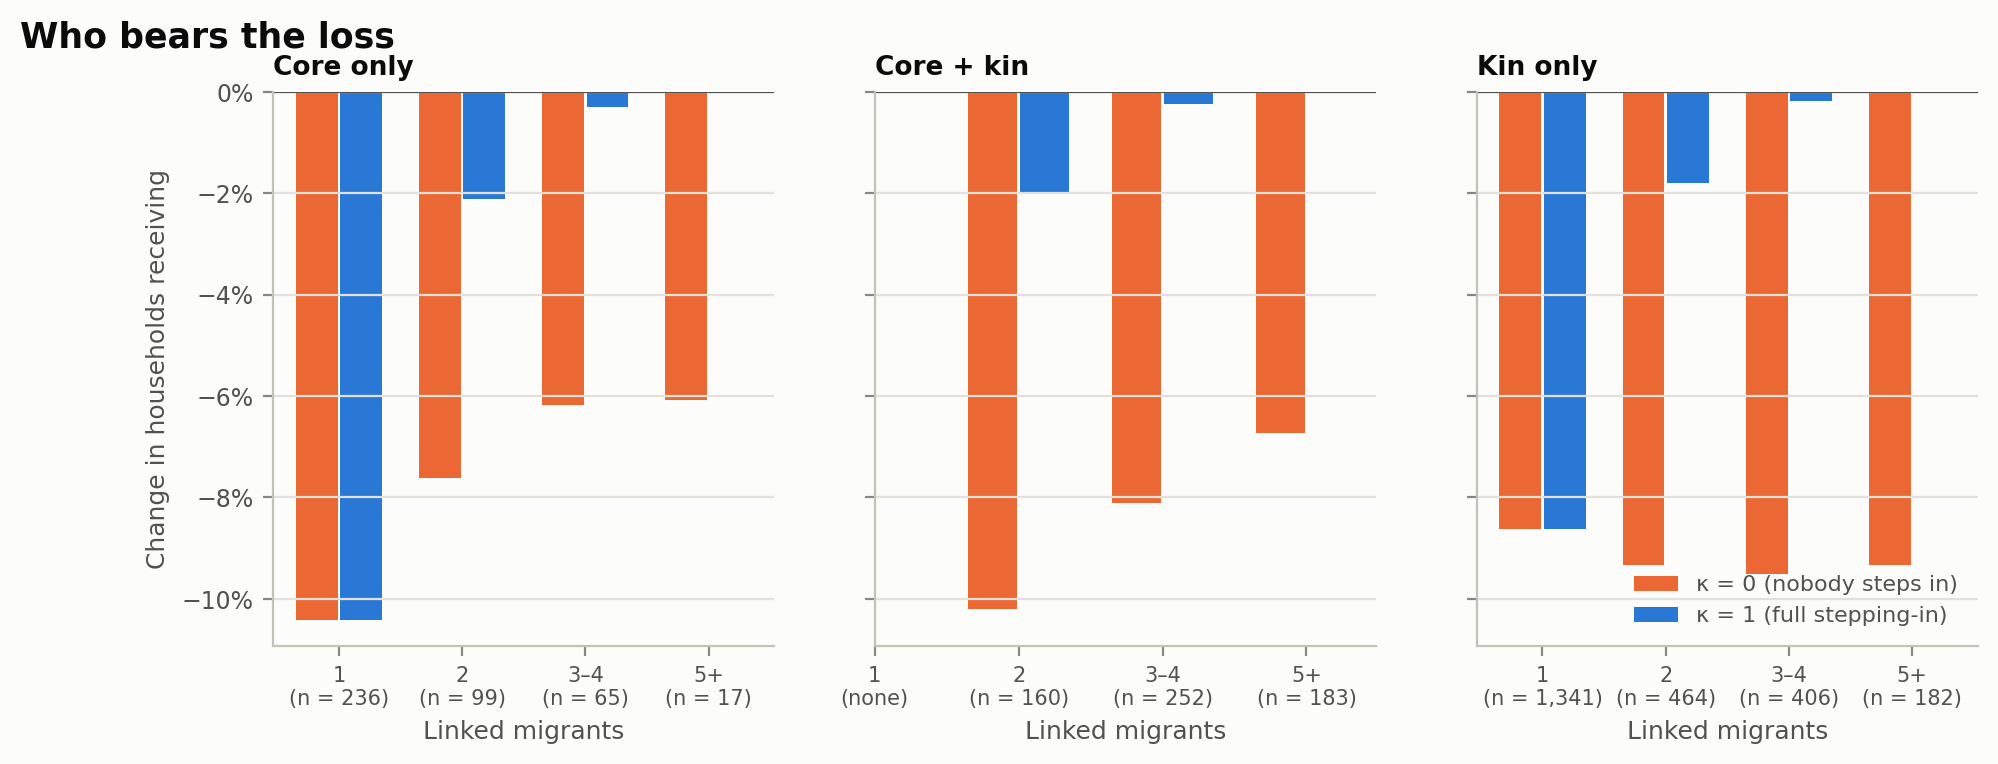 Who bears the loss
Core only
Core + kin
Kin only
0%
−2%
−4%
−6%
−8%
−10%
Change in households receiving
κ = 0 (nobody steps in)
κ = 1 (full stepping-in)
1 2 3–4 5+
(n = 236) (n = 99) (n = 65) (n = 17)
Linked migrants
1 2 3–4 5+
(none) (n = 160) (n = 252) (n = 183)
Linked migrants
1 2 3–4 5+
(n = 1,341) (n = 464) (n = 406) (n = 182)
Linked migrants